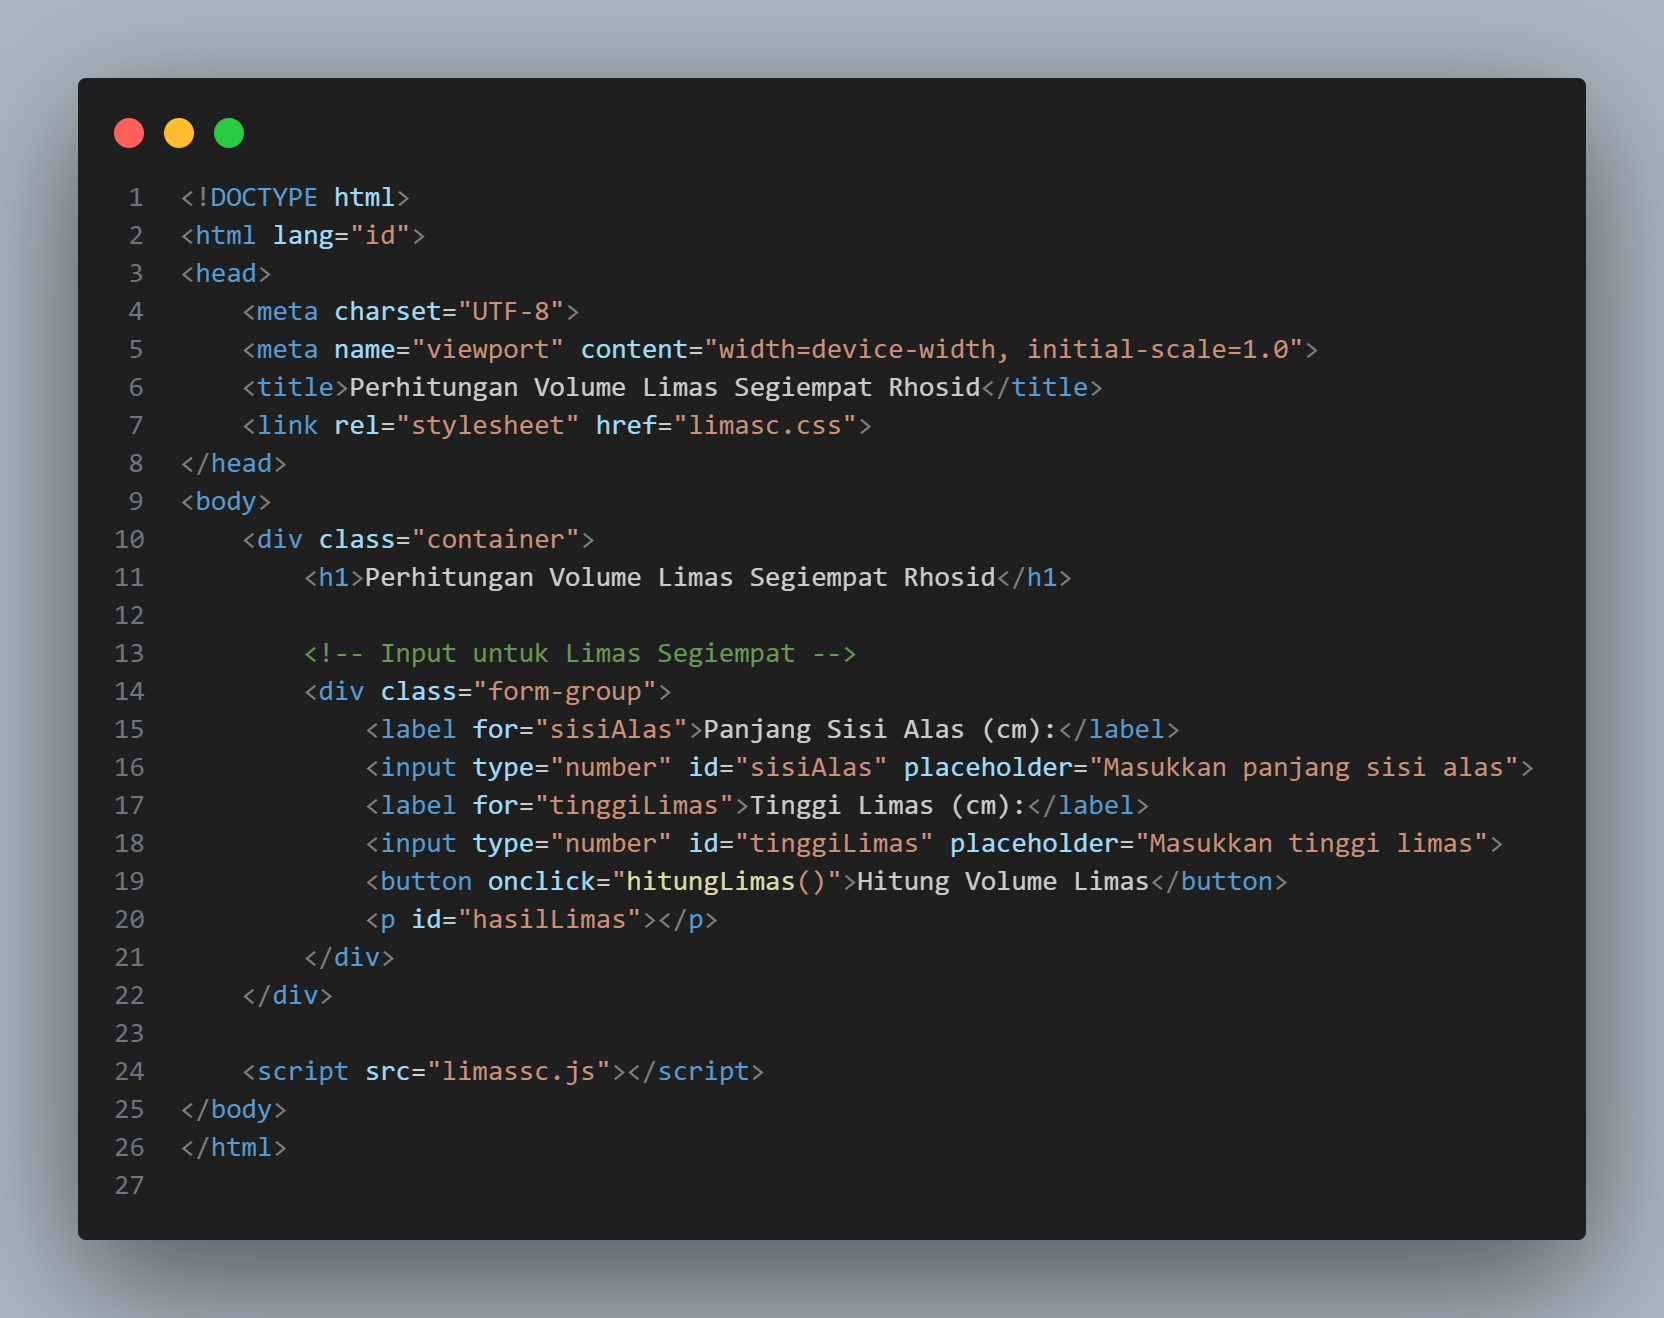 1 <!DOCTYPE html>
2 <html lang="id">
3 <head>
4     <meta charset="UTF-8">
5     <meta name="viewport" content="width=device-width, initial-scale=1.0">
6     <title>Perhitungan Volume Limas Segiempat Rhosid</title>
7     <link rel="stylesheet" href="limasc.css">
8 </head>
9 <body>
10     <div class="container">
11         <h1>Perhitungan Volume Limas Segiempat Rhosid</h1>
12
13         <!-- Input untuk Limas Segiempat -->
14         <div class="form-group">
15             <label for="sisiAlas">Panjang Sisi Alas (cm):</label>
16             <input type="number" id="sisiAlas" placeholder="Masukkan panjang sisi alas">
17             <label for="tinggiLimas">Tinggi Limas (cm):</label>
18             <input type="number" id="tinggiLimas" placeholder="Masukkan tinggi limas">
19             <button onclick="hitungLimas()">Hitung Volume Limas</button>
20             <p id="hasilLimas"></p>
21         </div>
22     </div>
23
24     <script src="limassc.js"></script>
25 </body>
26 </html>
27